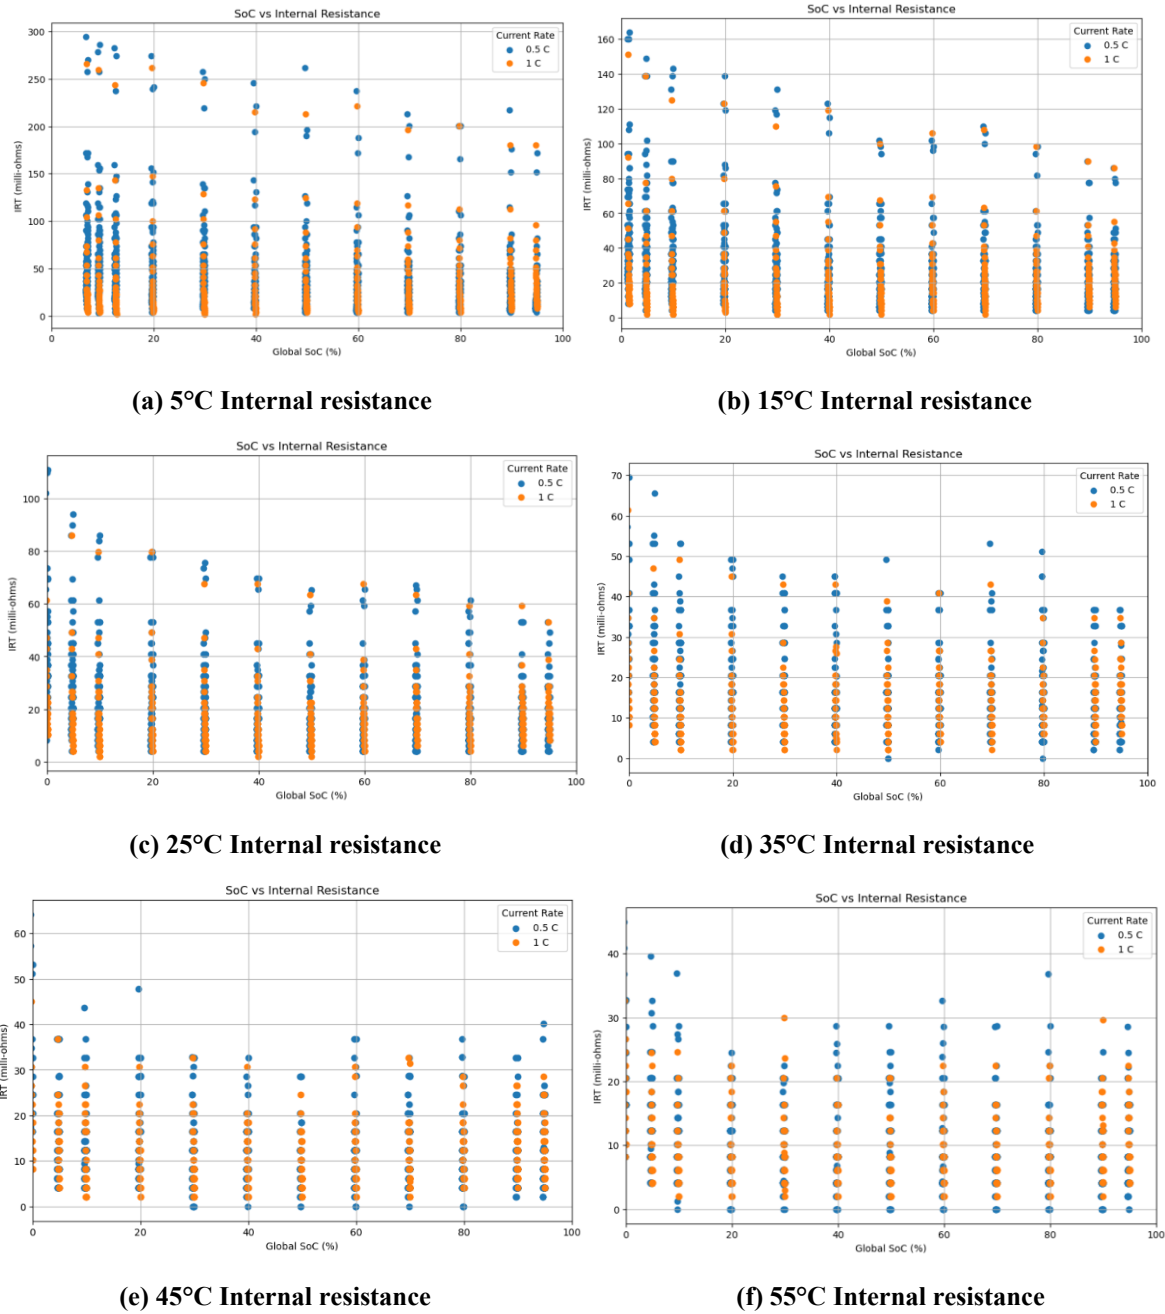 SoC vs Internal Resistance
Current Rate
0.5 C
1 C
IRT (milli-ohms)
300
250
200
150
100
50
0
0 20 40 60 80 100
Global SoC (%)
(a) 5°C Internal resistance
SoC vs Internal Resistance
Current Rate
0.5 C
1 C
IRT (milli-ohms)
160
140
120
100
80
60
40
20
0
0 20 40 60 80 100
Global SoC (%)
(b) 15°C Internal resistance
SoC vs Internal Resistance
Current Rate
0.5 C
1 C
IRT (milli-ohms)
100
80
60
40
20
0
0 20 40 60 80 100
Global SoC (%)
(c) 25°C Internal resistance
SoC vs Internal Resistance
Current Rate
0.5 C
1 C
IRT (milli-ohms)
70
60
50
40
30
20
10
0
0 20 40 60 80 100
Global SoC (%)
(d) 35°C Internal resistance
SoC vs Internal Resistance
Current Rate
0.5 C
1 C
IRT (milli-ohms)
60
50
40
30
20
10
0
0 20 40 60 80 100
Global SoC (%)
(e) 45°C Internal resistance
SoC vs Internal Resistance
Current Rate
0.5 C
1 C
IRT (milli-ohms)
40
30
20
10
0
0 20 40 60 80 100
Global SoC (%)
(f) 55°C Internal resistance